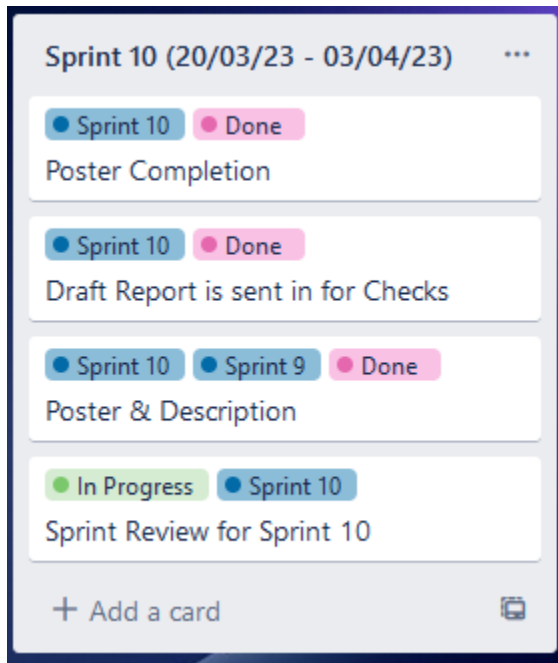 Sprint 10 (20/03/23 - 03/04/23)
Sprint 10 Done
Poster Completion
Sprint 10 Done
Draft Report is sent in for Checks
Sprint 10 Sprint 9 Done
Poster & Description
In Progress Sprint 10
Sprint Review for Sprint 10
+ Add a card